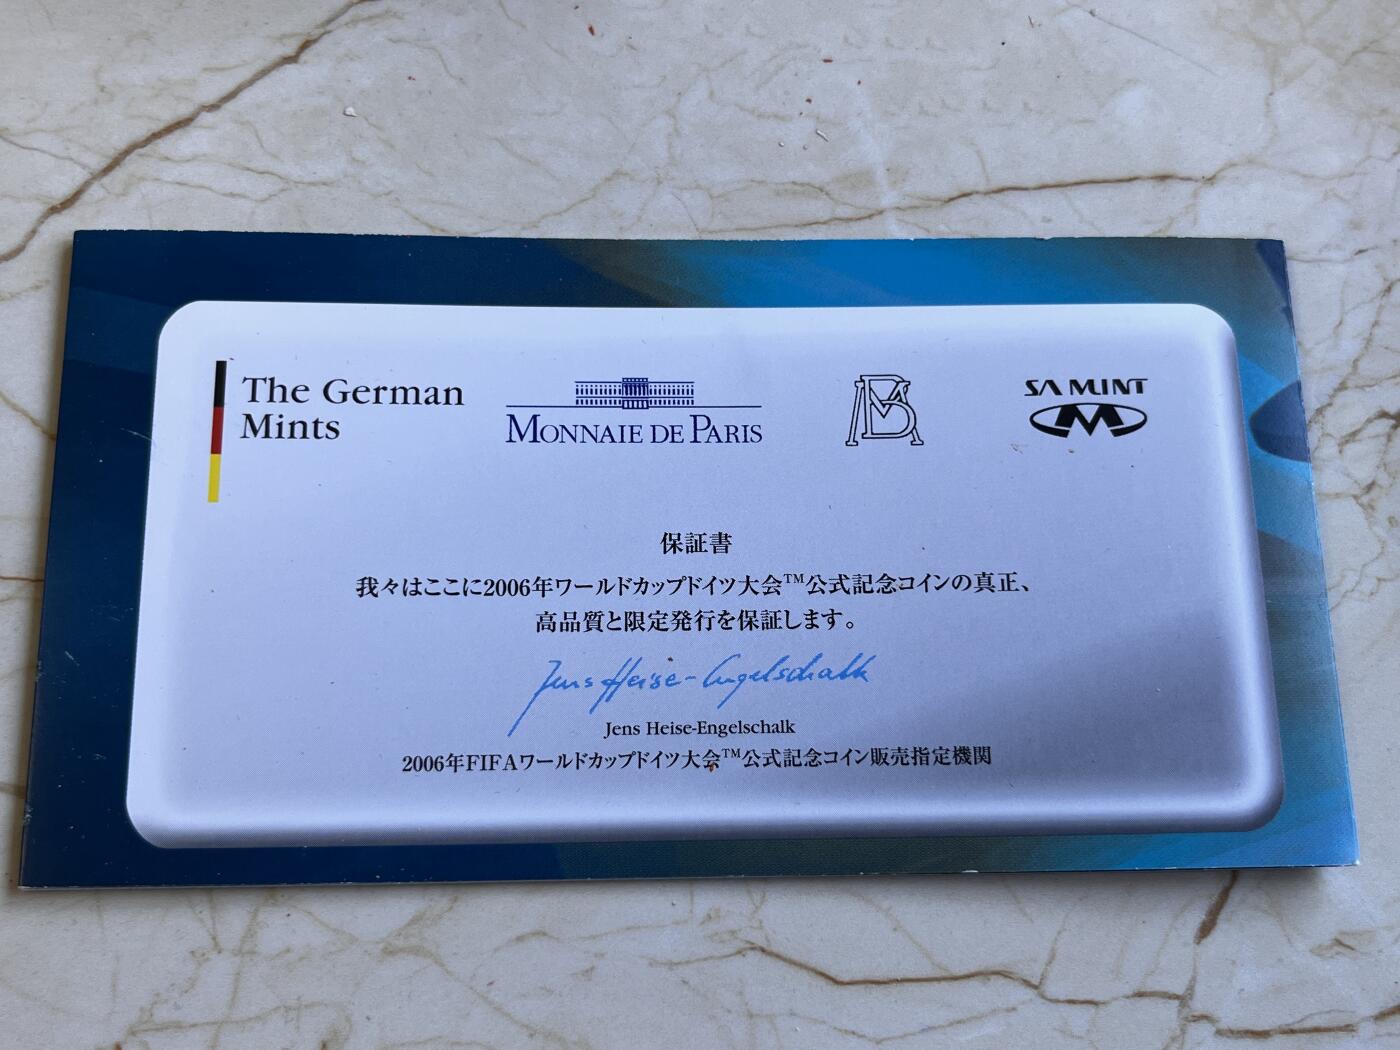 The German
Mints
MONNAIE DE PARIS
SA MINT
保証書
我々はここに2006年ワールドカップドイツ大会™公式記念コインの真正、
高品質と限定発行を保証します。
Jens Heise-Engelschalk
Jens Heise-Engelschalk
2006年FIFAワールドカップドイツ大会™公式記念コイン販売指定機関